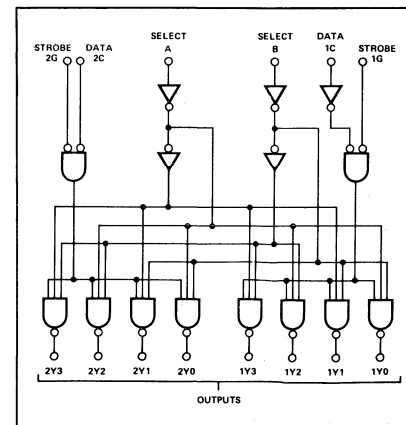 STROBE 2G
DATA 2C
SELECT A
SELECT B
DATA 1C
STROBE 1G
2Y3 2Y2 2Y1 2Y0 1Y3 1Y2 1Y1 1Y0
OUTPUTS